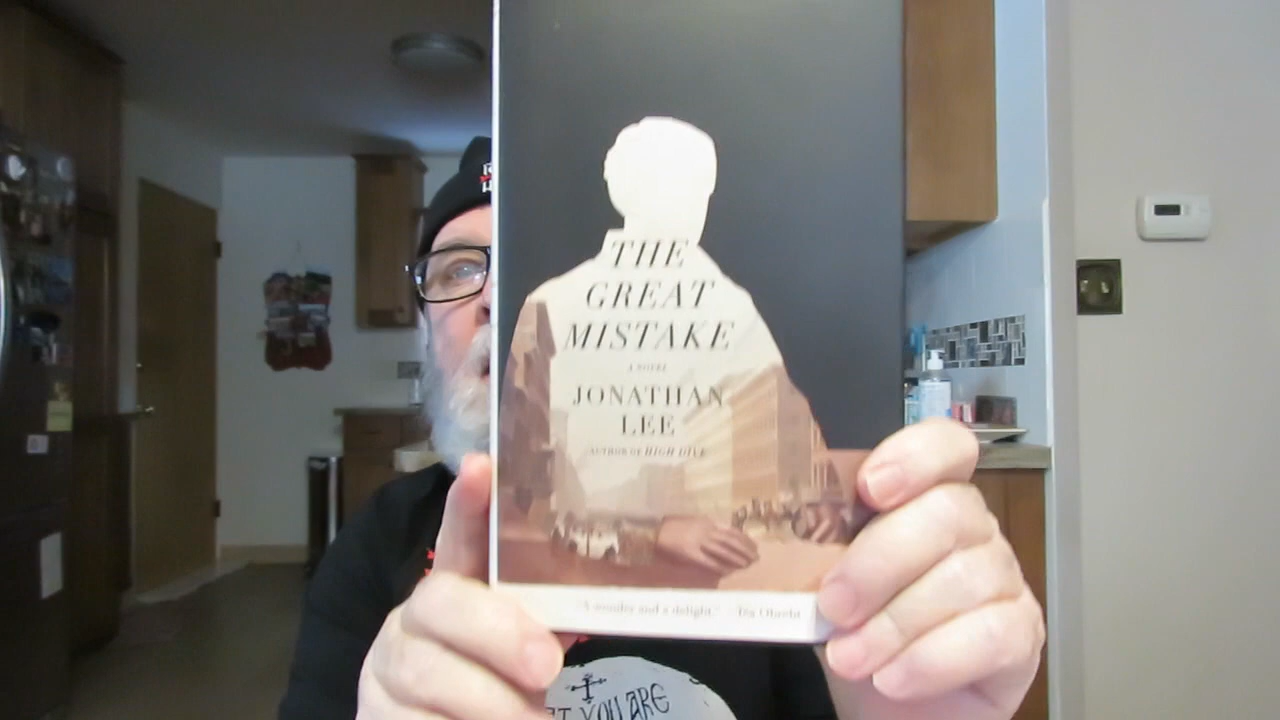 THE
GREAT
MISTAKE
A NOVEL
JONATHAN
LEE
AUTHOR OF HIGH DIVE
"A wonder and a delight." —Téa Obreht
YOU ARE